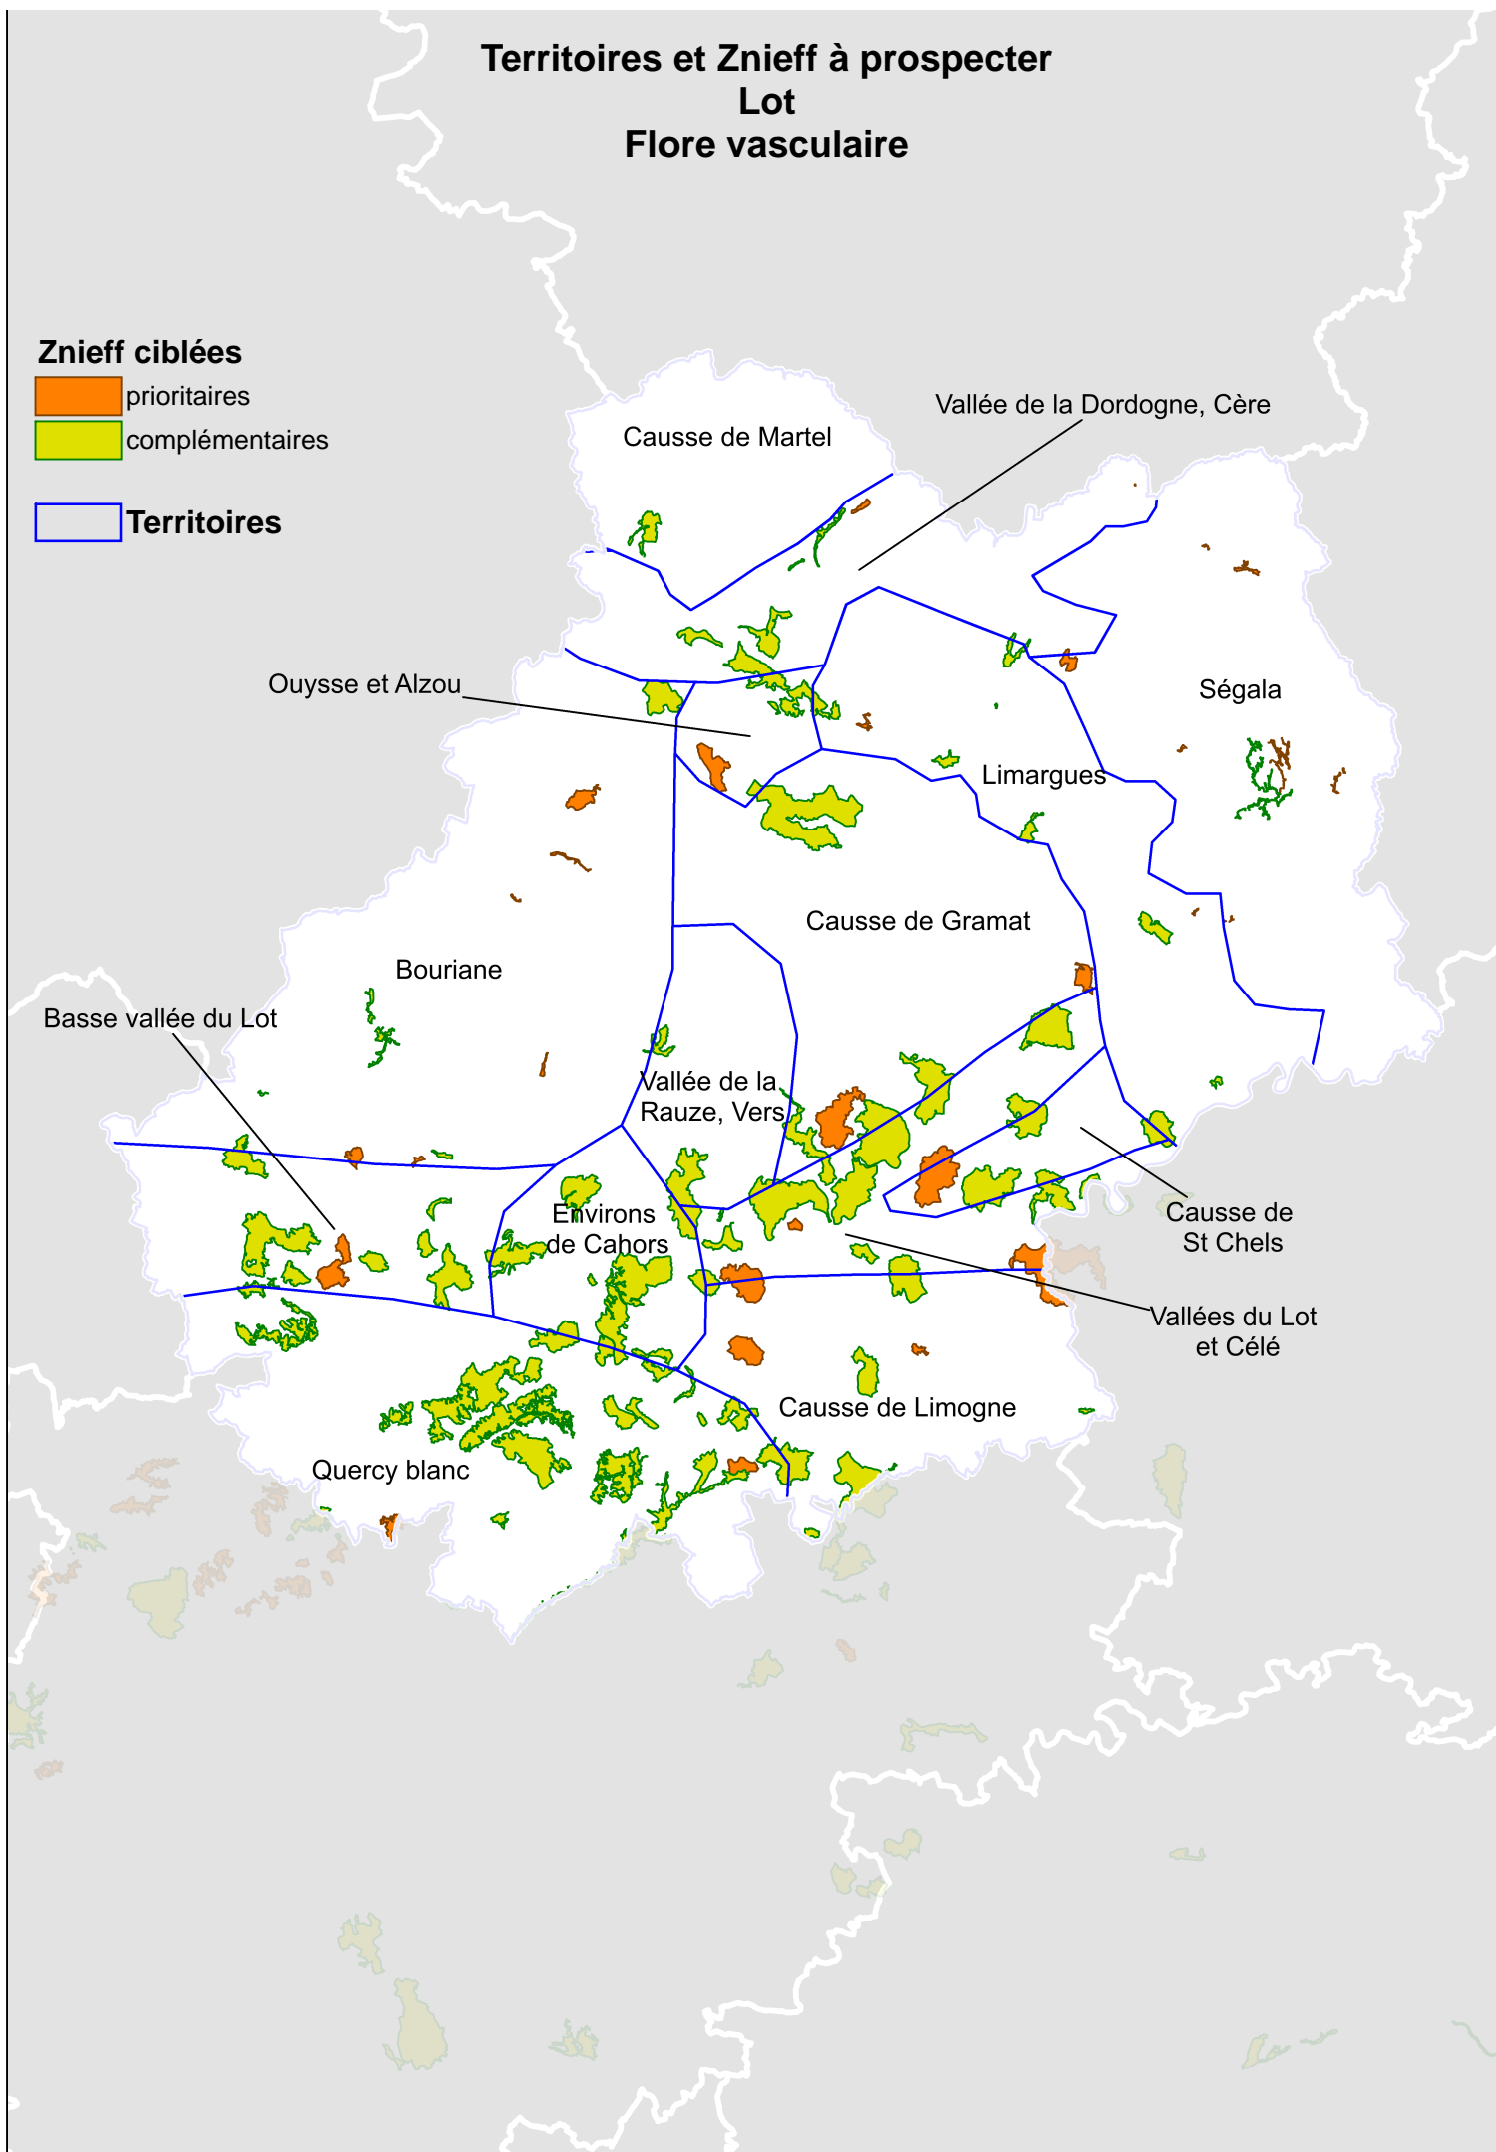 Territoires et Znieff à prospecter
Lot
Flore vasculaire
Znieff ciblées
prioritaires
complémentaires
Territoires
Vallée de la Dordogne, Cère
Causse de Martel
Ouysse et Alzou
Ségala
Limargues
Causse de Gramat
Bouriane
Basse vallée du Lot
Vallée de la
Rauze, Vers
Environs
de Cahors
Causse de
St Chels
Vallées du Lot
et Célé
Causse de Limogne
Quercy blanc